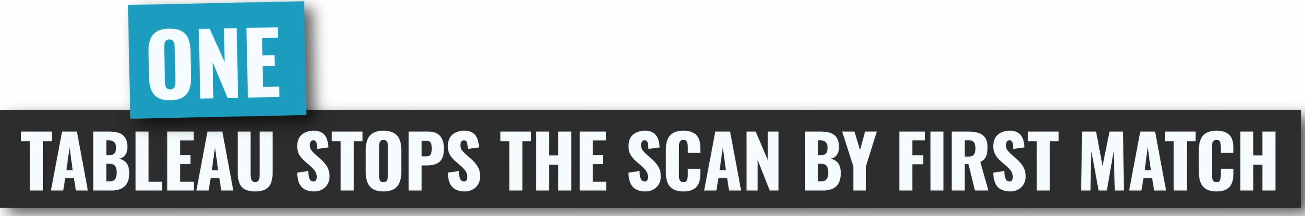 ONE
TABLEAU STOPS THE SCAN BY FIRST MATCH